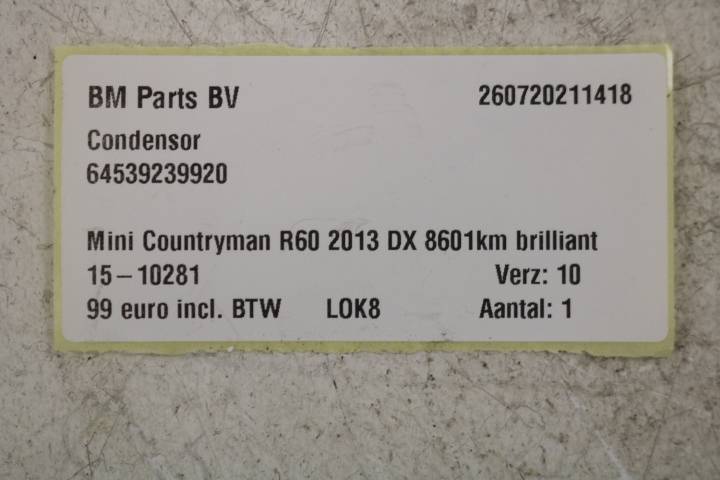 BM Parts BV 260720211418
Condensor
64539239920
Mini Countryman R60 2013 DX 8601km brilliant
15-10281 Verz: 10
99 euro incl. BTW LOK8 Aantal: 1